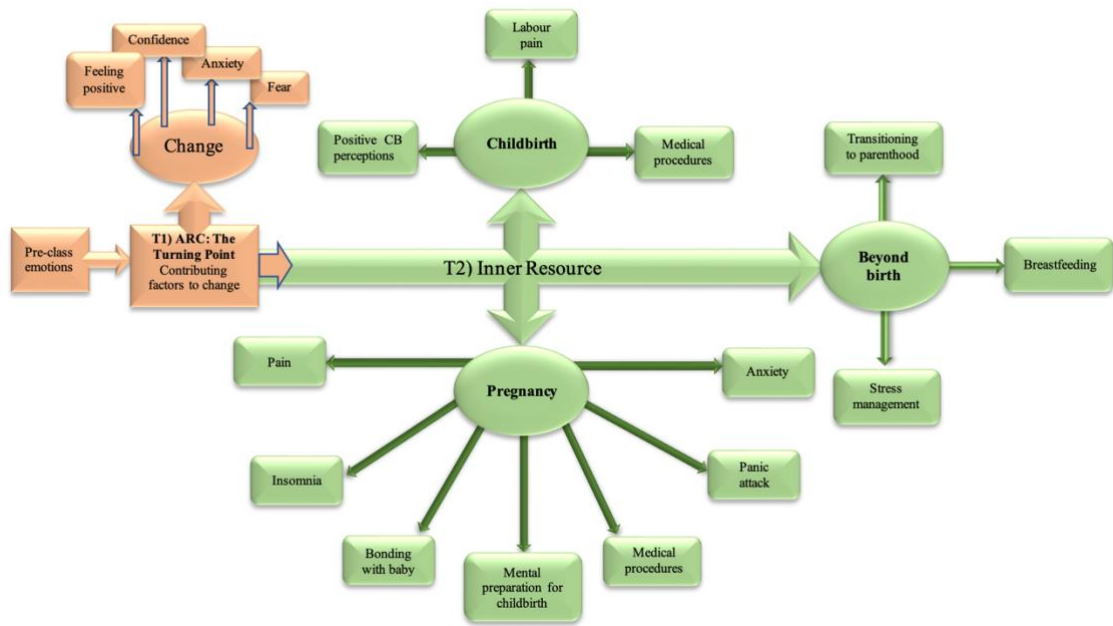 Confidence
Feeling
positive
Anxiety
Fear
Change
Pre-class
emotions
T1) ARC: The
Turning Point
Contributing
factors to change
T2) Inner Resource
Labour
pain
Positive CB
perceptions
Childbirth
Medical
procedures
Transitioning
to parenthood
Beyond
birth
Breastfeeding
Stress
management
Pain
Pregnancy
Anxiety
Insomnia
Panic
attack
Bonding
with baby
Mental
preparation for
childbirth
Medical
procedures